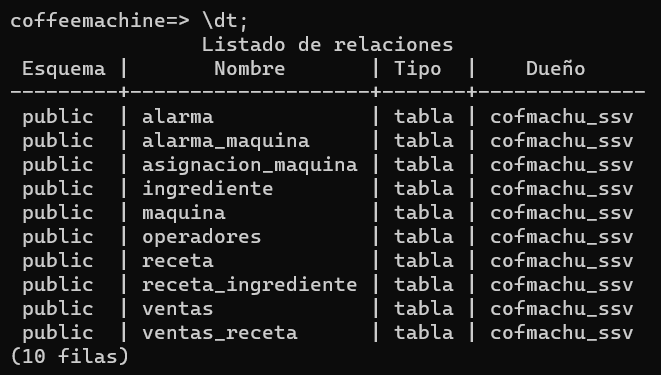 coffeemachine=> \dt;
                Listado de relaciones
 Esquema |       Nombre       | Tipo  |    Dueño
---------+--------------------+-------+--------------
 public  | alarma             | tabla | cofmachu_ssv
 public  | alarma_maquina     | tabla | cofmachu_ssv
 public  | asignacion_maquina | tabla | cofmachu_ssv
 public  | ingrediente        | tabla | cofmachu_ssv
 public  | maquina            | tabla | cofmachu_ssv
 public  | operadores         | tabla | cofmachu_ssv
 public  | receta             | tabla | cofmachu_ssv
 public  | receta_ingrediente | tabla | cofmachu_ssv
 public  | ventas             | tabla | cofmachu_ssv
 public  | ventas_receta      | tabla | cofmachu_ssv
(10 filas)